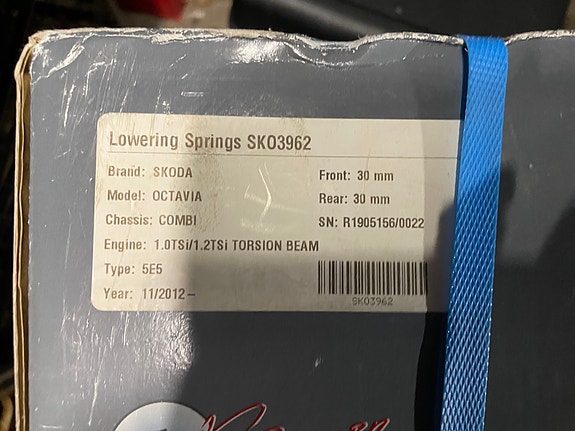 Lowering Springs SKO3962
Brand: SKODA
Front: 30 mm
Model: OCTAVIA
Rear: 30 mm
Chassis: COMBI
SN: R1905156/0022
Engine: 1.0TSi/1.2TSi TORSION BEAM
Type: 5E5
Year: 11/2012–
SKO3962